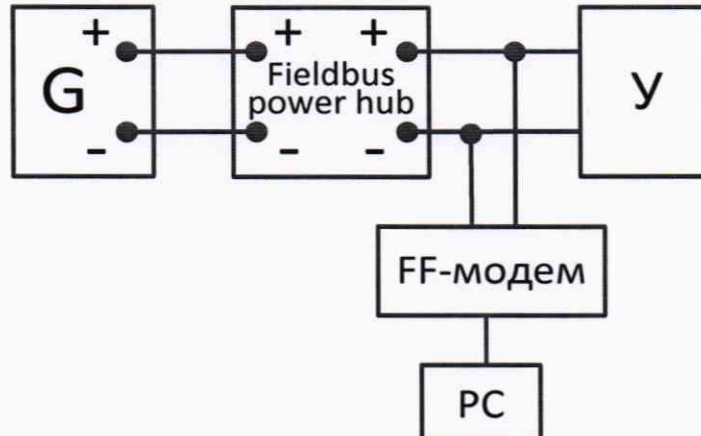 + + +
G Fieldbus У
power hub
- - -
FF-модем
PC